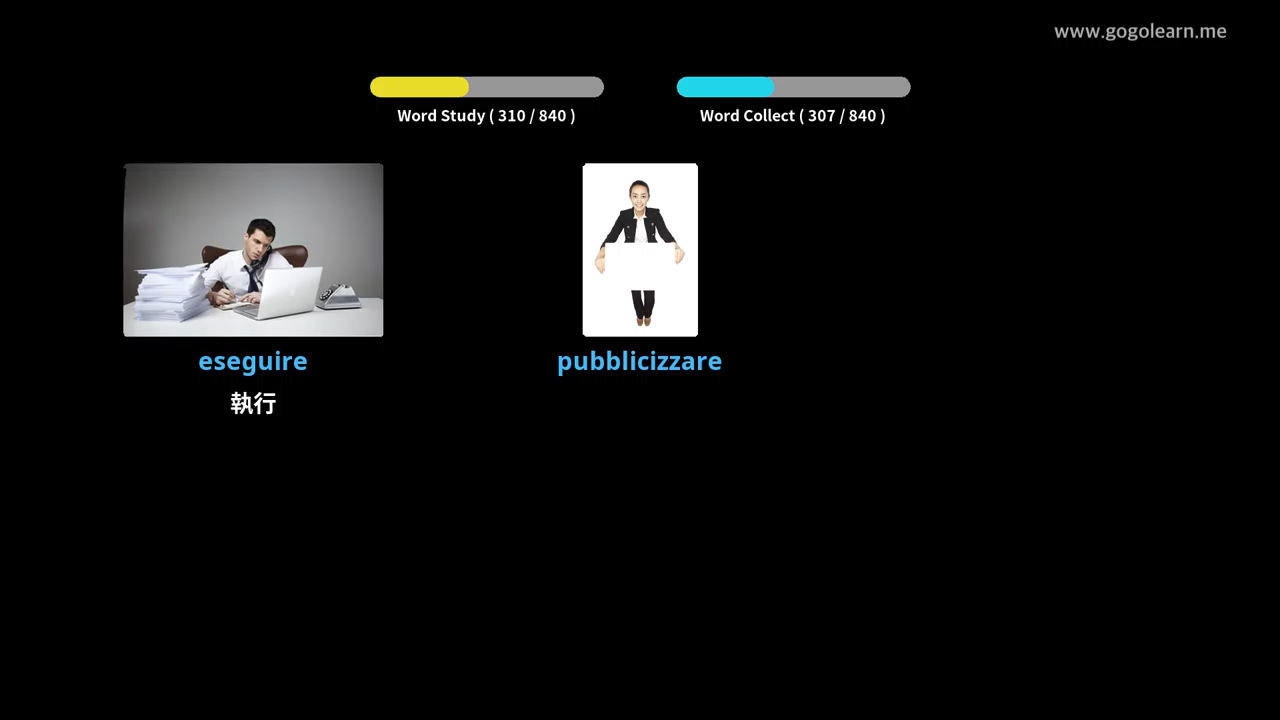 www.gogolearn.me
Word Study ( 310 / 840 )
Word Collect ( 307 / 840 )
eseguire
執行
pubblicizzare